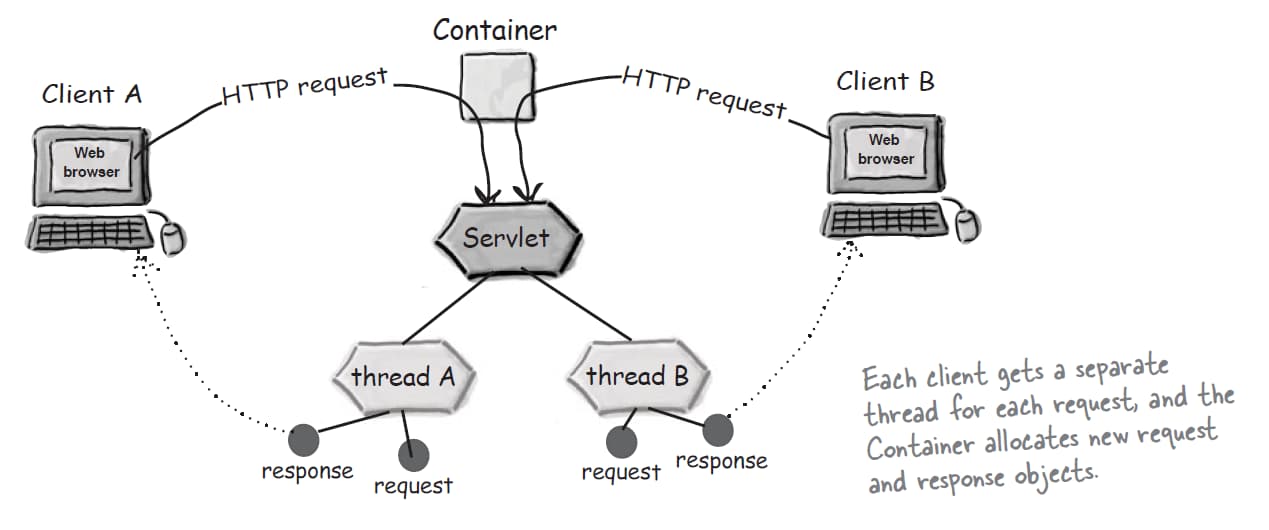 Container
Client A
HTTP request
HTTP request
Client B
Web
browser
Web
browser
Servlet
thread A
thread B
response
request
request
response
Each client gets a separate
thread for each request, and the
Container allocates new request
and response objects.